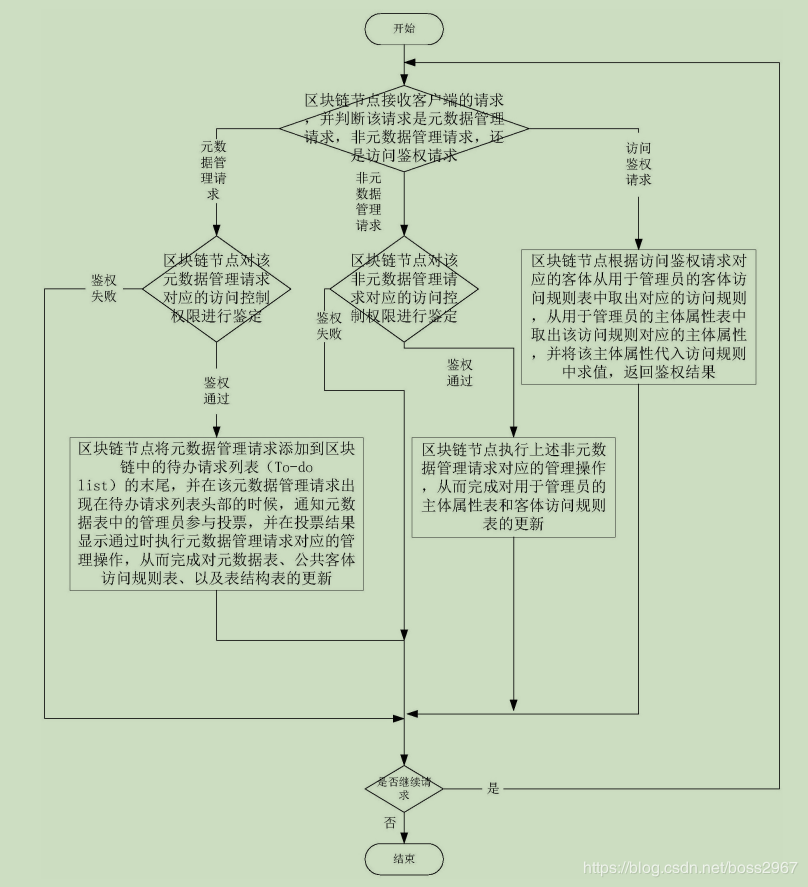 开始
区块链节点接收客户端的请求
，并判断该请求是元数据管理
请求，非元数据管理请求，还
是访问鉴权请求
元数
据管
理请
求
非元
数据
管理
请求
访问
鉴权
请求
区块链节点对该
元数据管理请求
对应的访问控制
权限进行鉴定
区块链节点对该
非元数据管理请
求对应的访问控
制权限进行鉴定
区块链节点根据访问鉴权请求对
应的客体从用于管理员的客体访
问规则表中取出对应的访问规则
，从用于管理员的主体属性表中
取出该访问规则对应的主体属性
，并将该主体属性代入访问规则
中求值，返回鉴权结果
鉴权
失败
鉴权
失败
鉴权
通过
鉴权
通过
区块链节点将元数据管理请求添加到区块
链中的待办请求列表（To-do
list）的末尾，并在该元数据管理请求出
现在待办请求列表头部的时候，通知元数
据表中的管理员参与投票，并在投票结果
显示通过时执行元数据管理请求对应的管
理操作，从而完成对元数据表、公共客体
访问规则表、以及表结构表的更新
区块链节点执行上述非元数
据管理请求对应的管理操作
，从而完成对用于管理员的
主体属性表和客体访问规则
表的更新
是否继续请
求
是
否
结束
https://blog.csdn.net/boss2967